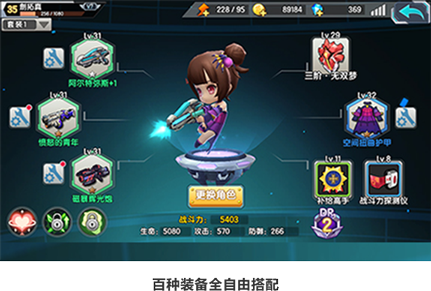 35 创拓真 V1
256 / 1080
228 / 95
89184
369
套装1
Lv.31
阿尔特弥斯+1
Lv.31
愤怒的青年
Lv.31
磁暴辉光炮
Lv.29
三阶·无双梦
Lv.22
空间扭曲护甲
Lv.11
补给高手
Lv.8
战斗力探测仪
更换角色
战斗力: 5403
生命: 5080 攻击: 570 防御: 266
DP
2
百种装备全自由搭配